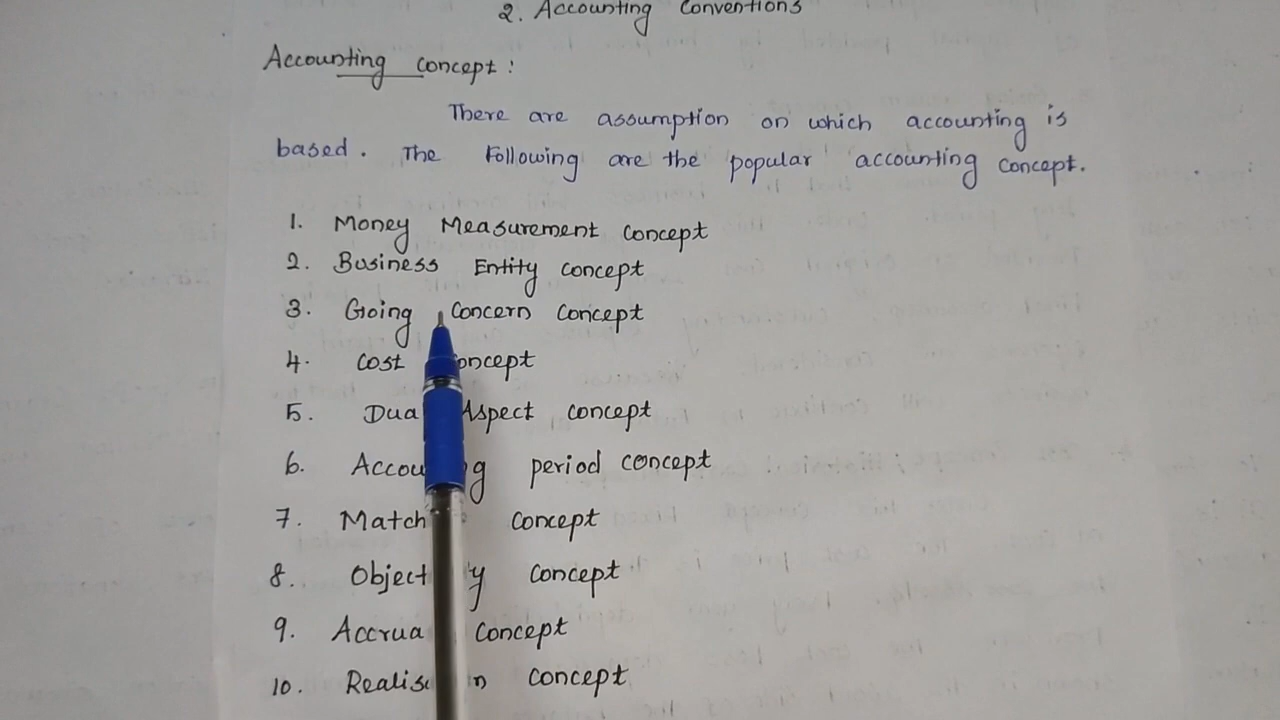 2. Accounting Conventions
Accounting concept :
There are assumption on which accounting is
based. The Following are the popular accounting concept.
1. Money Measurement concept
2. Business Entity concept
3. Going Concern concept
4. Cost concept
5. Dual Aspect concept
6. Accounting period concept
7. Matching concept
8. Objectivity concept
9. Accrual concept
10. Realisation concept